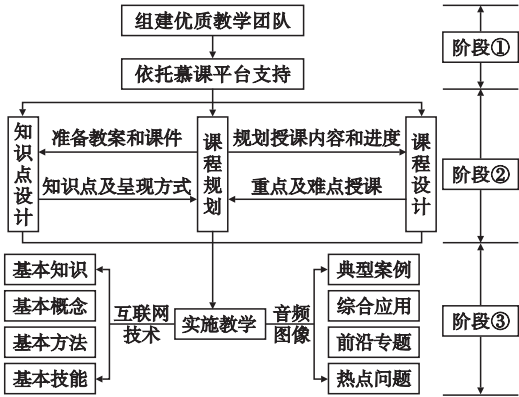 组建优质教学团队
阶段①
依托慕课平台支持
知识点设计
准备教案和课件
知识点及呈现方式
课程规划
规划授课内容和进度
重点及难点授课
课程设计
阶段②
基本知识
基本概念
基本方法
基本技能
互联网
技术
实施教学
音频
图像
典型案例
综合应用
前沿专题
热点问题
阶段③